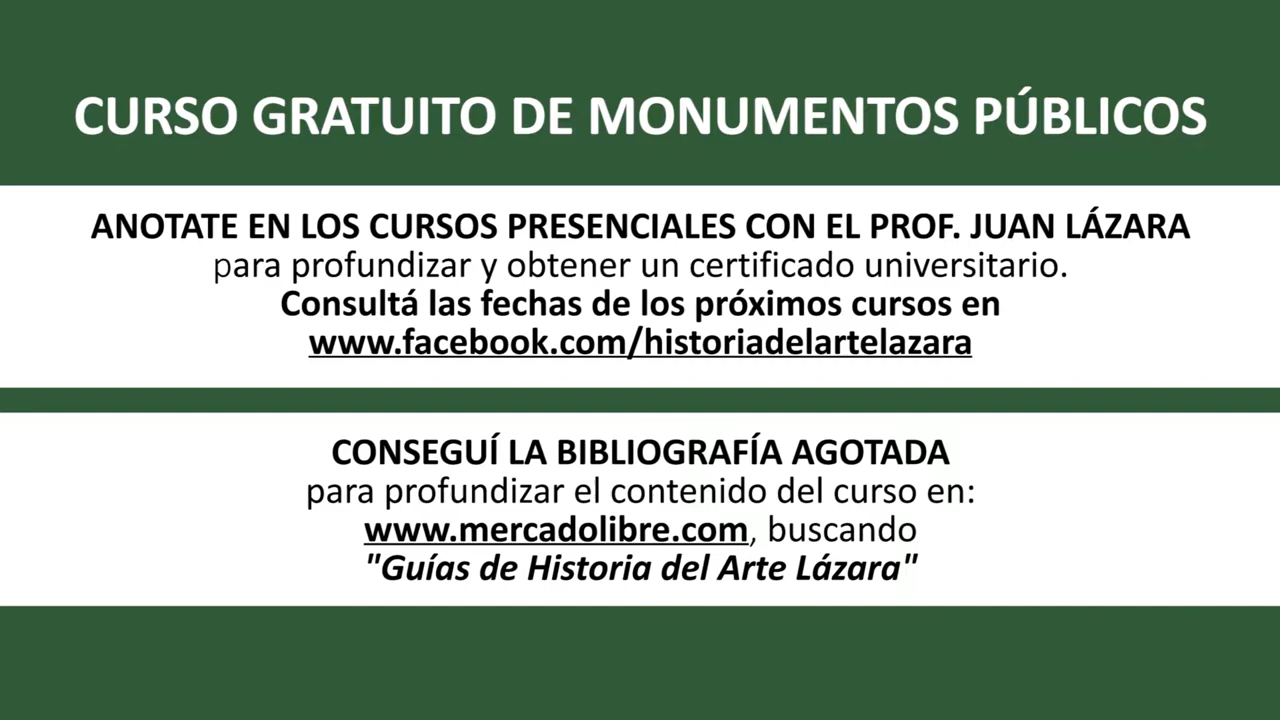 CURSO GRATUITO DE MONUMENTOS PÚBLICOS
ANOTATE EN LOS CURSOS PRESENCIALES CON EL PROF. JUAN LÁZARA
para profundizar y obtener un certificado universitario.
Consultá las fechas de los próximos cursos en
www.facebook.com/historiadelartelazara
CONSEGUÍ LA BIBLIOGRAFÍA AGOTADA
para profundizar el contenido del curso en:
www.mercadolibre.com, buscando
"Guías de Historia del Arte Lázara"